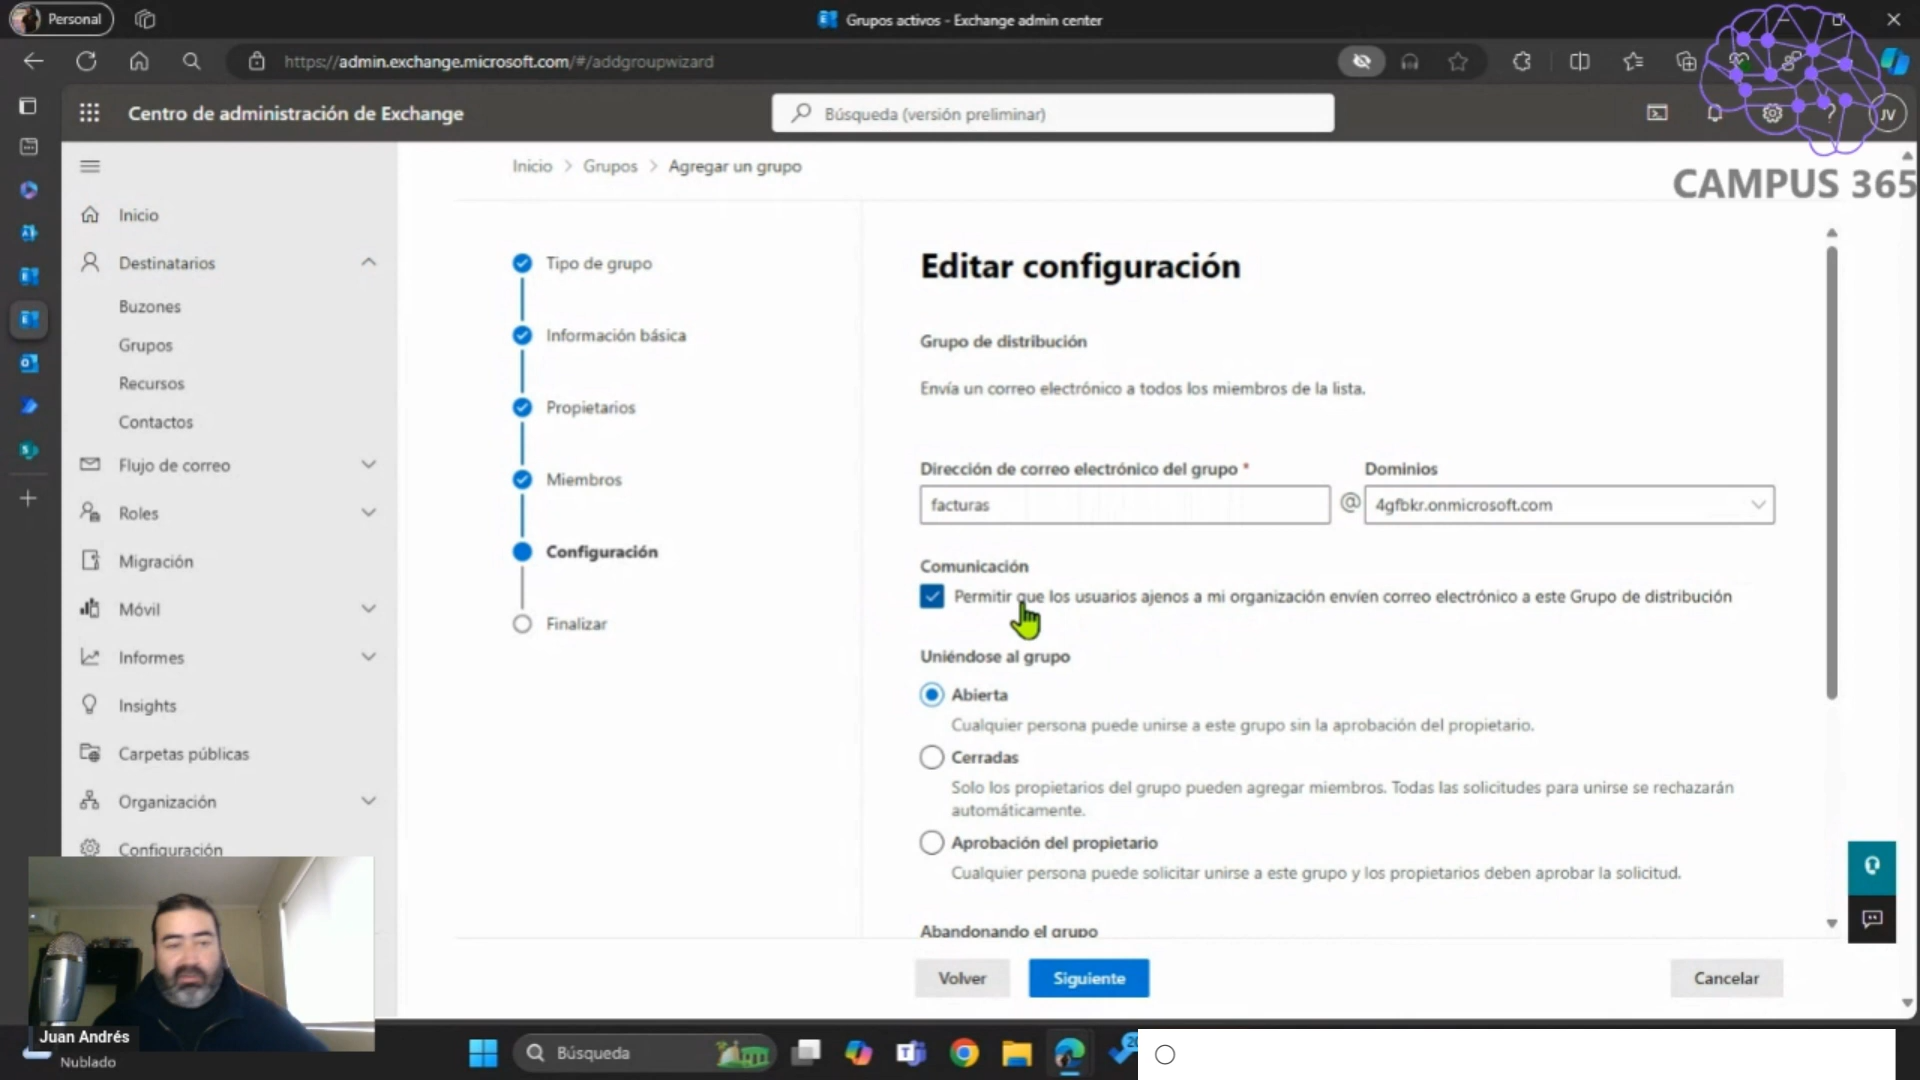 Personal
Grupos activos - Exchange admin center
https://admin.exchange.microsoft.com/#/addgroupwizard
Centro de administración de Exchange
Búsqueda (versión preliminar)
JV
CAMPUS 365
Inicio
Destinatarios
Buzones
Grupos
Recursos
Contactos
Flujo de correo
Roles
Migración
Móvil
Informes
Insights
Carpetas públicas
Organización
Configuración
Inicio > Grupos > Agregar un grupo
Tipo de grupo
Información básica
Propietarios
Miembros
Configuración
Finalizar
Editar configuración
Grupo de distribución
Envía un correo electrónico a todos los miembros de la lista.
Dirección de correo electrónico del grupo * Dominios
facturas @ 4gfbkr.onmicrosoft.com
Comunicación
Permitir que los usuarios ajenos a mi organización envíen correo electrónico a este Grupo de distribución
Uniéndose al grupo
Abierta
Cualquier persona puede unirse a este grupo sin la aprobación del propietario.
Cerradas
Solo los propietarios del grupo pueden agregar miembros. Todas las solicitudes para unirse se rechazarán
automáticamente.
Aprobación del propietario
Cualquier persona puede solicitar unirse a este grupo y los propietarios deben aprobar la solicitud.
Abandonando el grupo
Volver
Siguiente
Cancelar
Juan Andrés
Nublado
Búsqueda